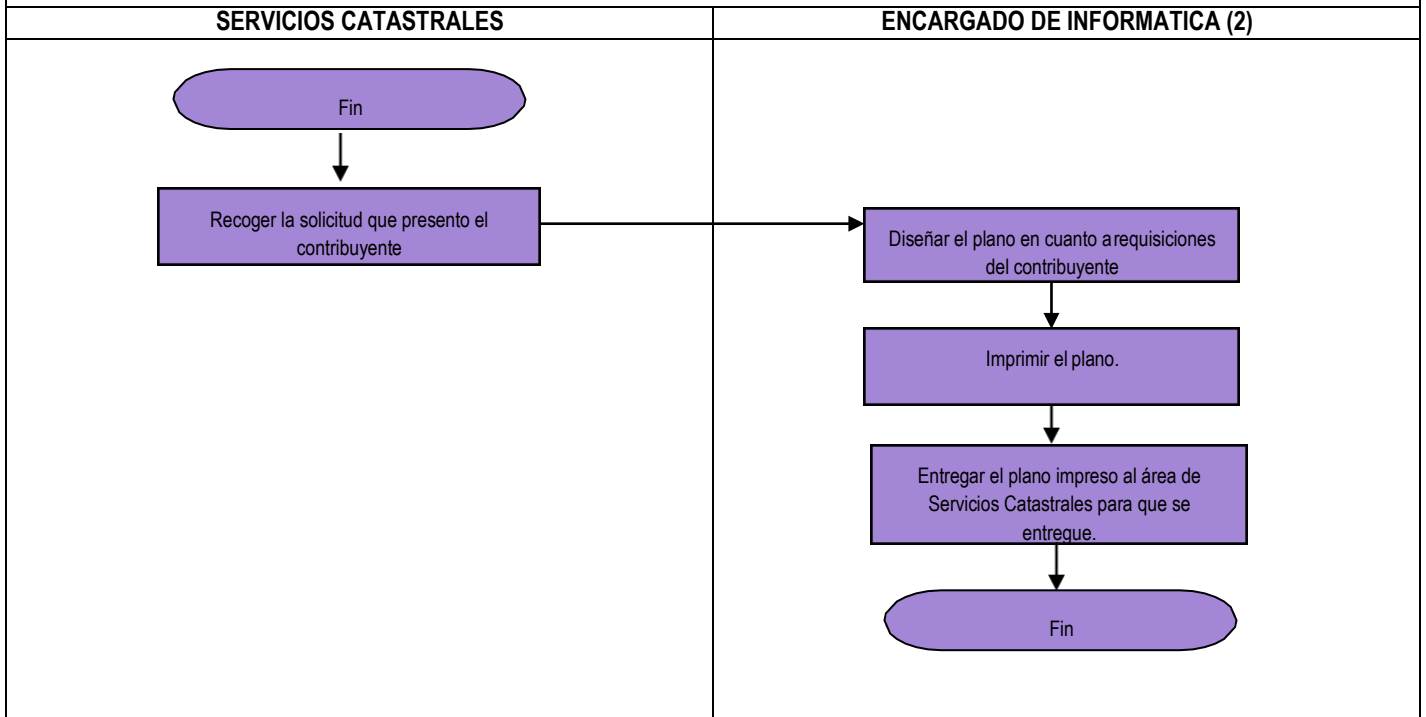 SERVICIOS CATASTRALES
ENCARGADO DE INFORMATICA (2)
Fin
Recoger la solicitud que presento el
contribuyente
Diseñar el plano en cuanto a requisiciones
del contribuyente
Imprimir el plano.
Entregar el plano impreso al área de
Servicios Catastrales para que se
entregue.
Fin